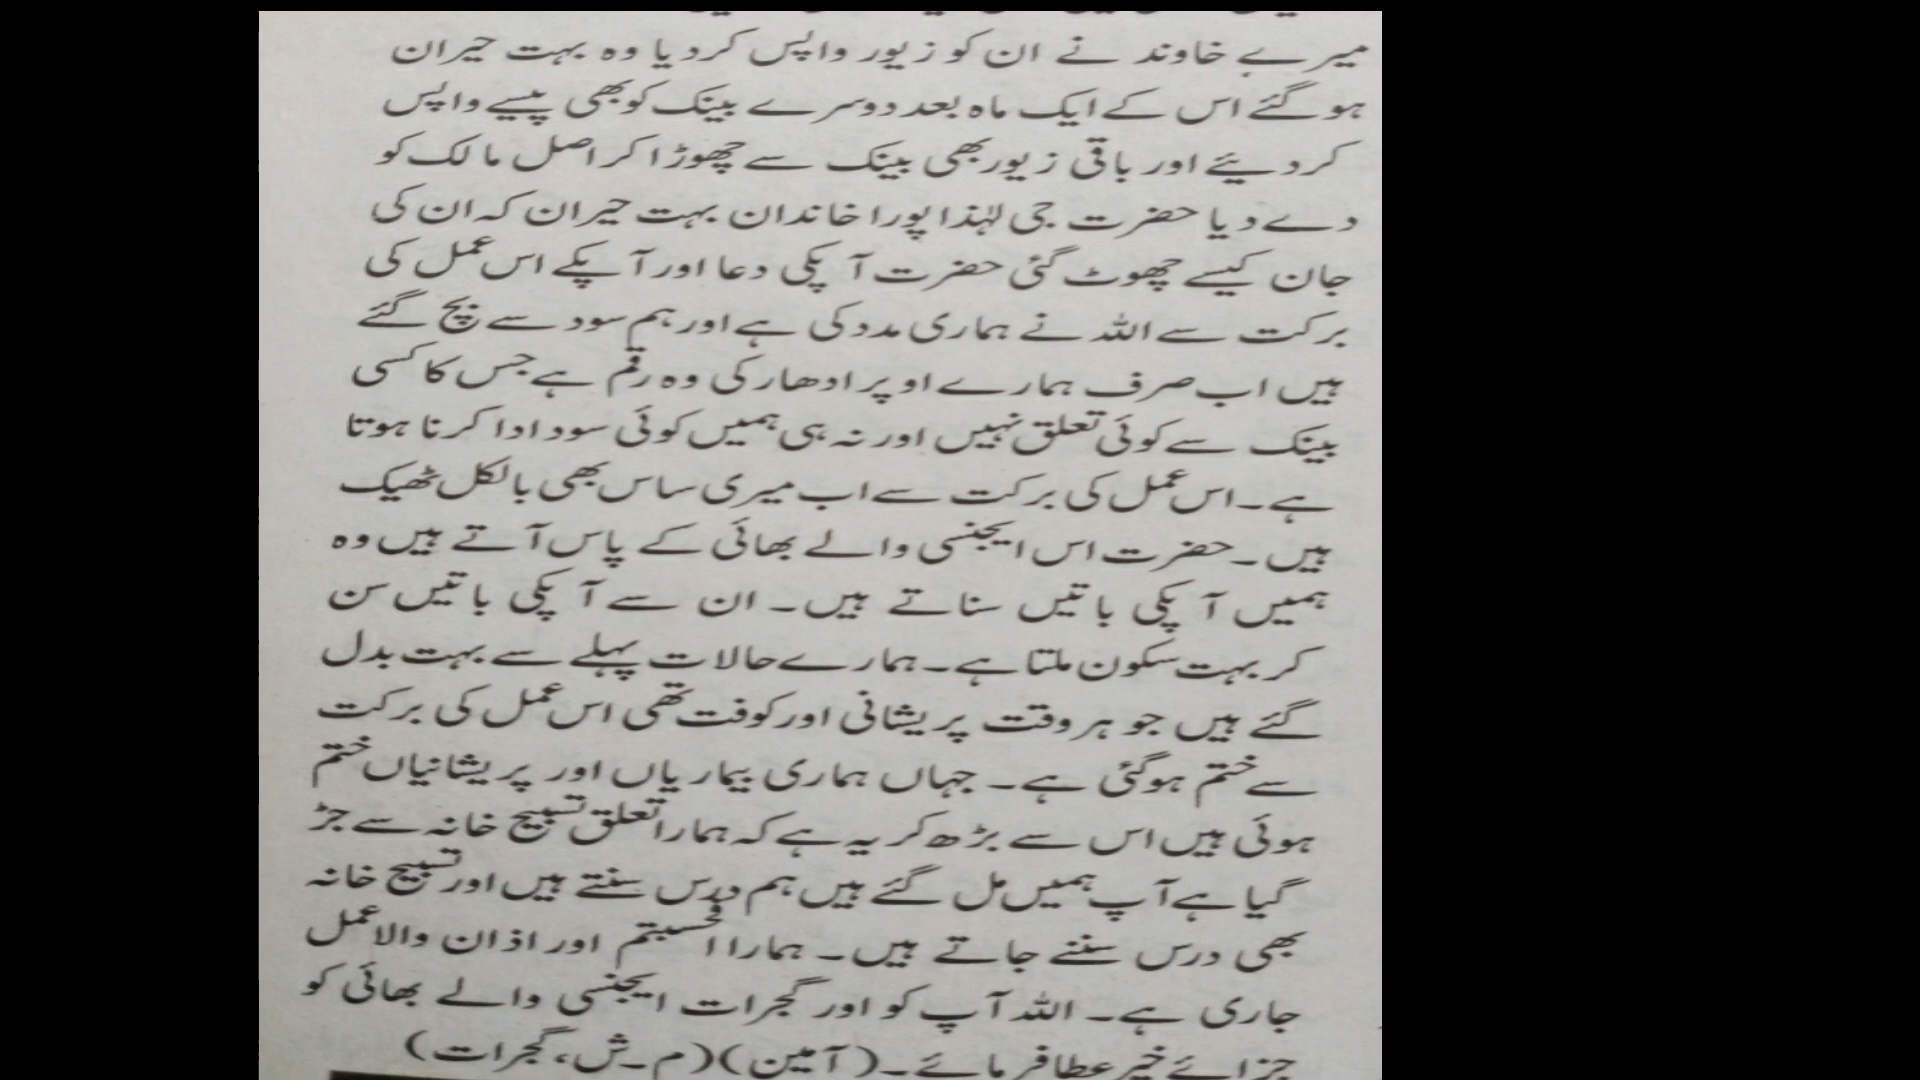 میرے خاوند نے ان کو زیور واپس کردیا وہ بہت حیران
ہوگئے اس کے ایک ماہ بعد دوسرے بینک کو بھی پیسے واپس
کردیئے اور باقی زیور بھی بینک سے چھوڑا کر اصل مالک کو
دے دیا حضرت جی لہٰذا پورا خاندان بہت حیران کہ ان کی
جان کیسے چھوٹ گئی حضرت آپکی دعا اور آپکے اس عمل کی
برکت سے اللہ نے ہماری مدد کی ہے اور ہم سود سے بچ گئے
ہیں اب صرف ہمارے اوپر ادھار کی وہ رقم ہے جس کا کسی
بینک سے کوئی تعلق نہیں اور نہ ہی ہمیں کوئی سود ادا کرنا ہوتا
ہے۔ اس عمل کی برکت سے اب میری ساس بھی بالکل ٹھیک
ہیں۔ حضرت اس ایجنسی والے بھائی کے پاس آتے ہیں وہ
ہمیں آپکی باتیں سناتے ہیں۔ ان سے آپکی باتیں سن
کر بہت سکون ملتا ہے۔ ہمارے حالات پہلے سے بہت بدل
گئے ہیں جو ہر وقت پریشانی اور کوفت تھی اس عمل کی برکت
سے ختم ہوگئی ہے۔ جہاں ہماری بیماریاں اور پریشانیاں ختم
ہوئی ہیں اس سے بڑھ کر یہ ہے کہ ہمارا تعلق تسبیح خانہ سے جڑ
گیا ہے آپ ہمیں مل گئے ہیں ہم درس سنتے ہیں اور تسبیح خانہ
بھی درس سننے جاتے ہیں۔ ہمارا افحسبتم اور اذان والا عمل
جاری ہے۔ اللہ آپ کو اور گجرات ایجنسی والے بھائی کو
جزائے خیر عطا فرمائے۔ (آمین) (م۔ش، گجرات)